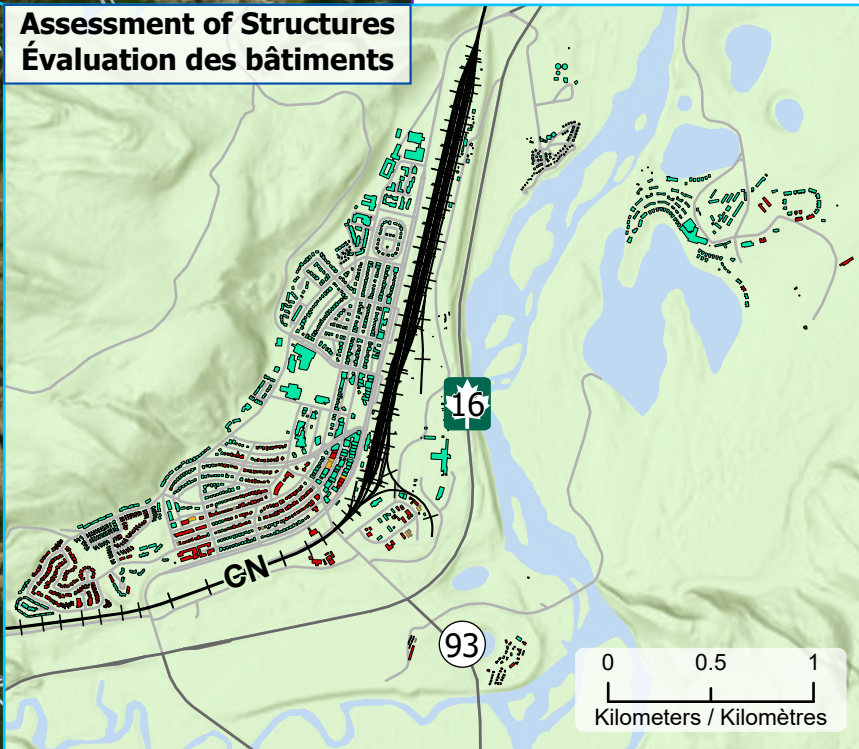 Assessment of Structures
Évaluation des bâtiments
16
CN
93
0 0.5 1
Kilometers / Kilomètres